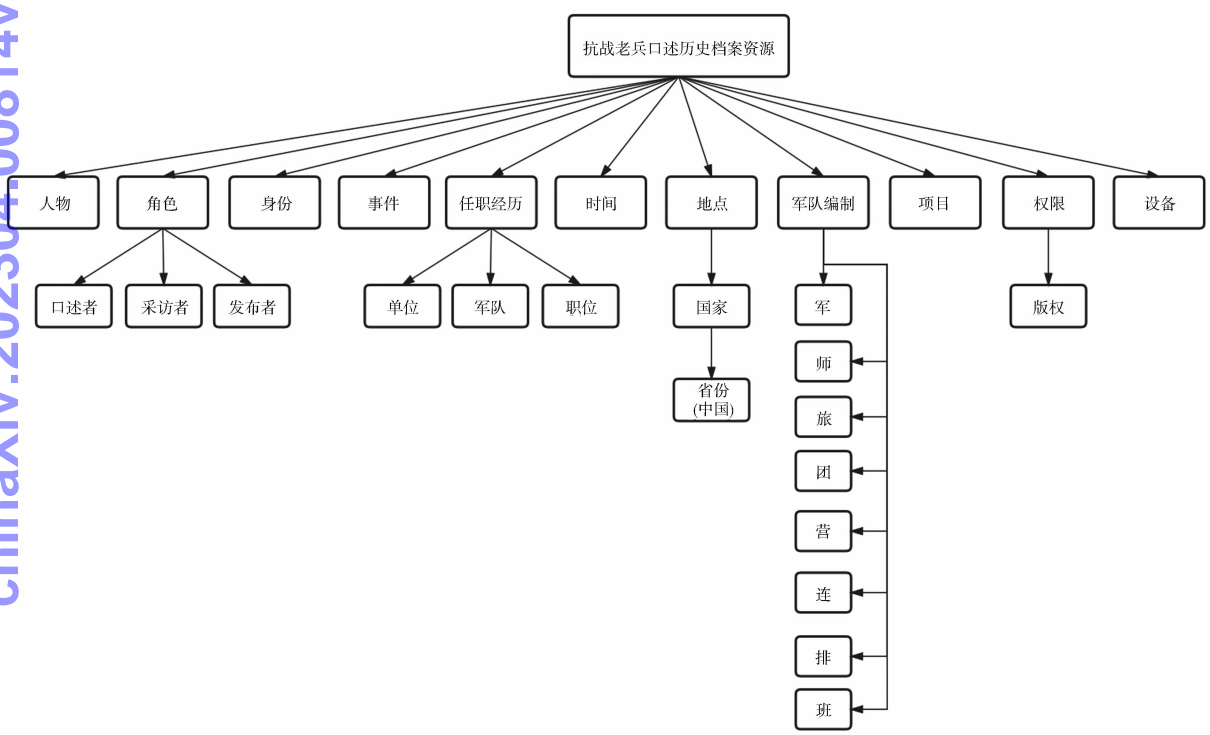 抗战老兵口述历史档案资源
人物
角色
身份
事件
任职经历
时间
地点
军队编制
项目
权限
设备
口述者
采访者
发布者
单位
军队
职位
国家
军
版权
师
省份
(中国)
旅
团
营
连
排
班